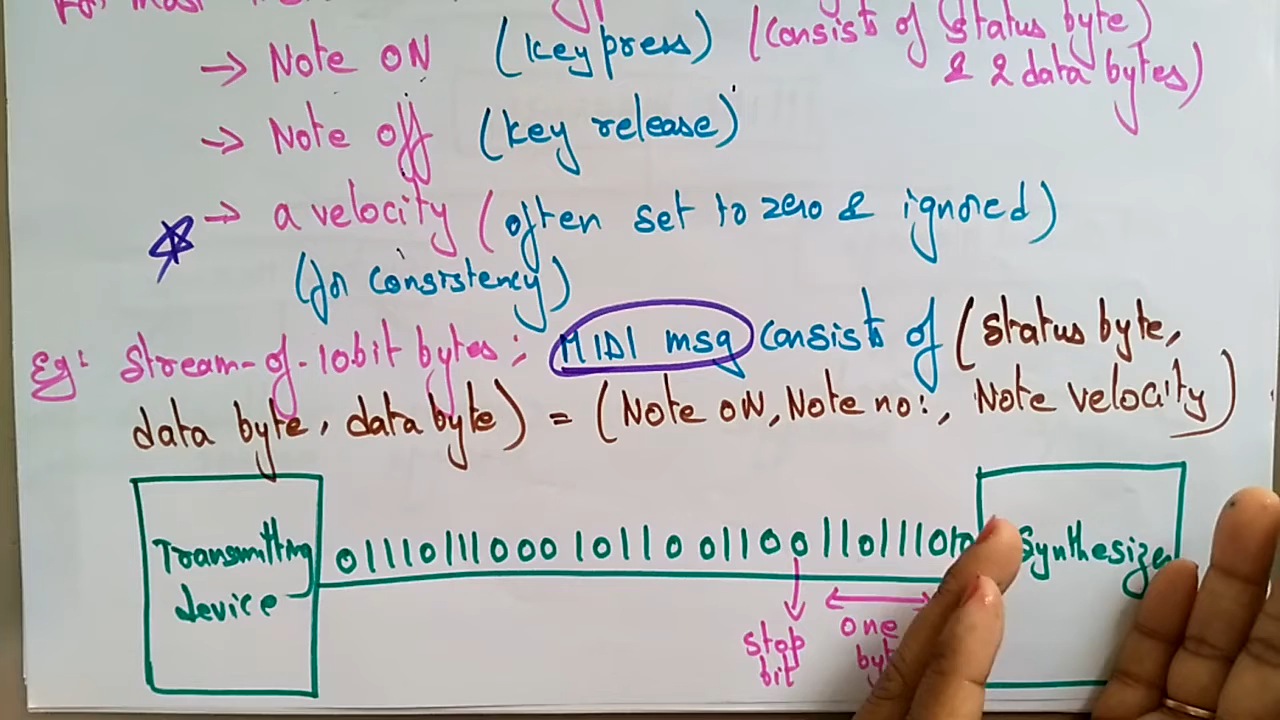 → Note ON (key press) (consists of status byte)
& 2 data bytes)
→ Note off (key release)
→ a velocity (often set to zero & ignored)
(for consistency)
Eg: Stream-of-10bit bytes; MIDI msg consists of (status byte,
data byte, data byte) = (Note ON, Note no:, Note velocity)
Transmitting
device
Synthesizer
stop
bit
one